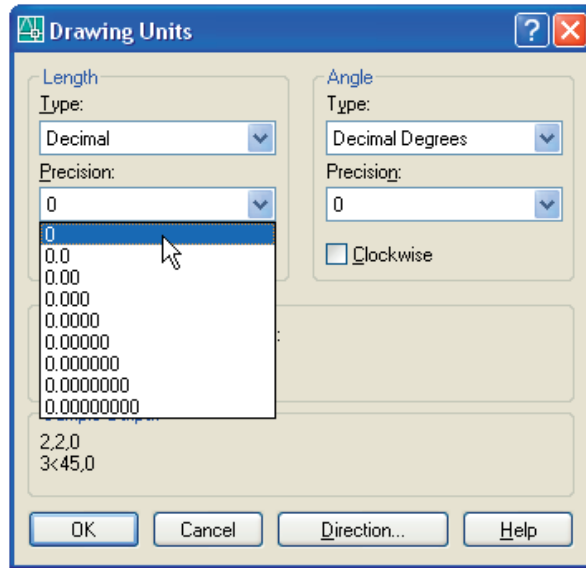 Drawing Units
Length
Type:
Decimal
Precision:
0
0
0.0
0.00
0.000
0.0000
0.00000
0.000000
0.0000000
0.00000000
Angle
Type:
Decimal Degrees
Precision:
0
Clockwise
:
2,2,0
3<45,0
OK
Cancel
Direction...
Help